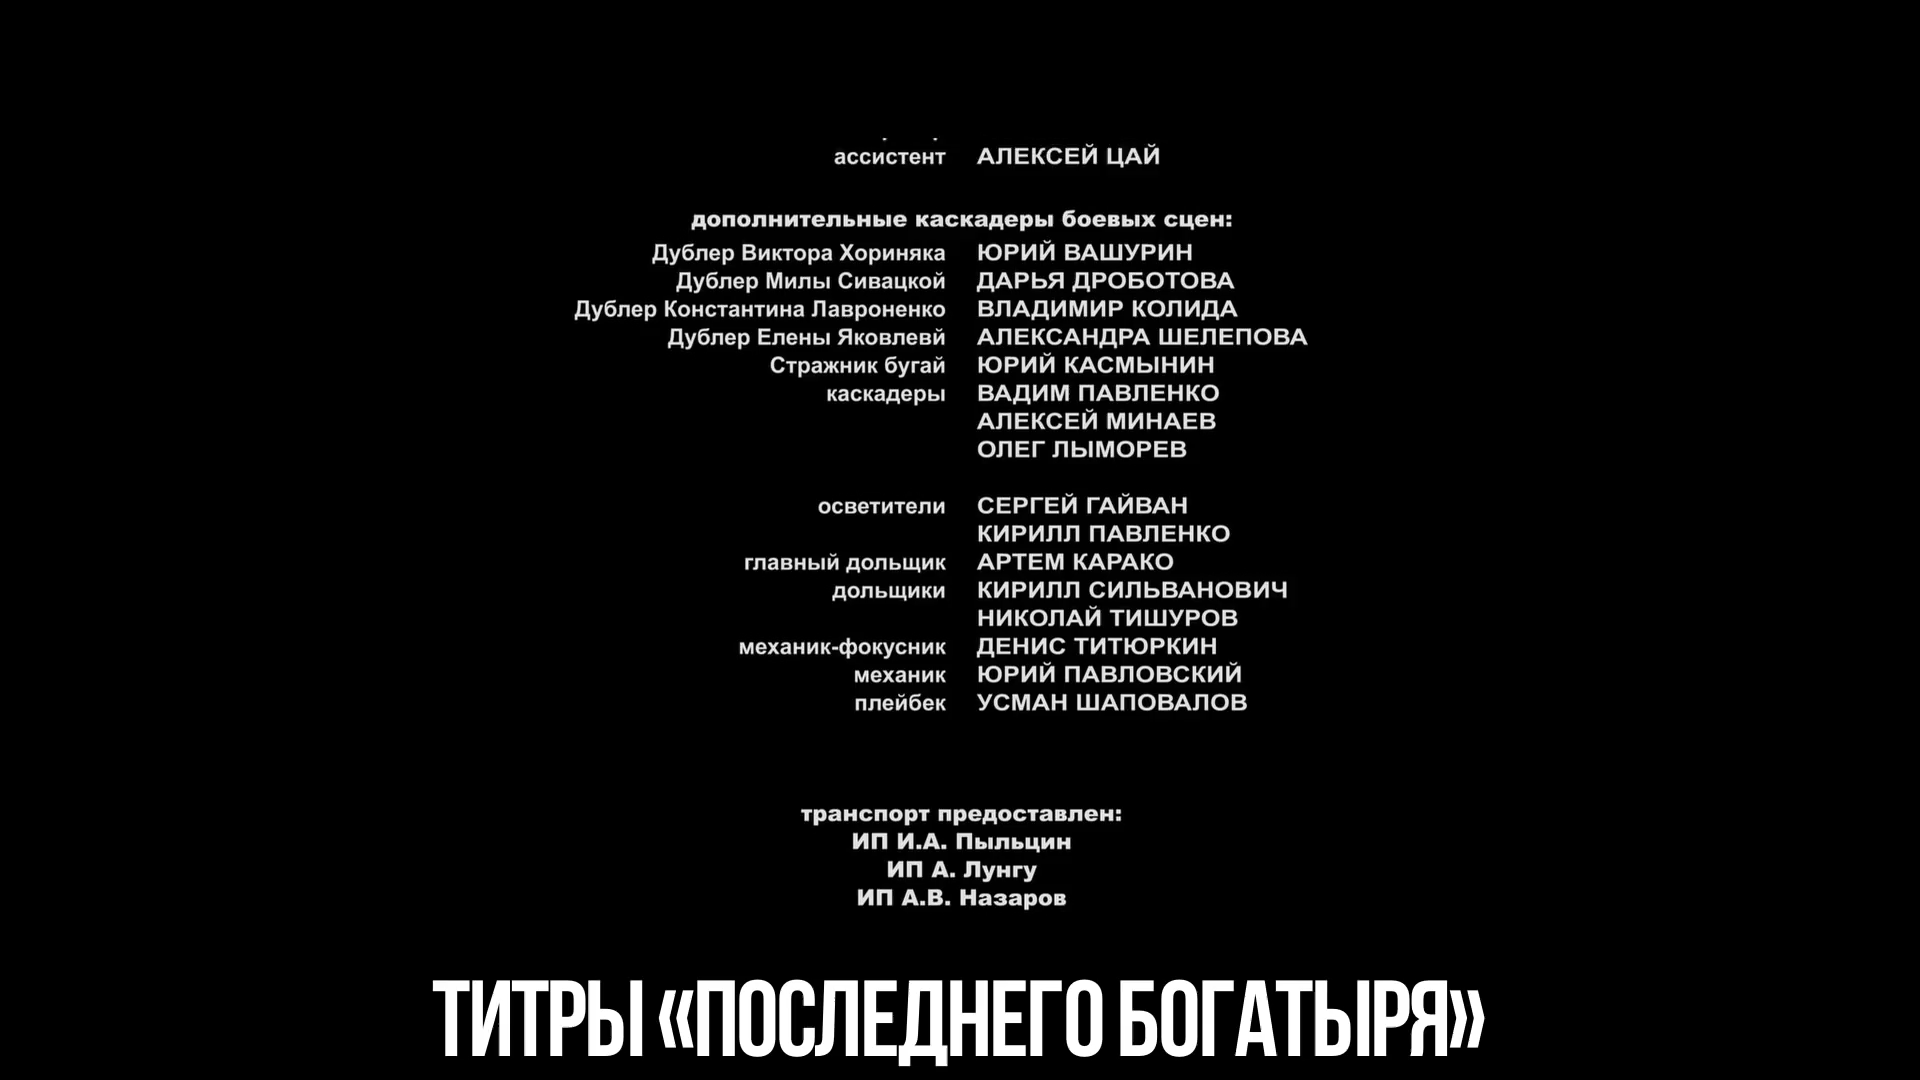 ассистент АЛЕКСЕЙ ЦАЙ
дополнительные каскадеры боевых сцен:
Дублер Виктора Хориняка ЮРИЙ ВАШУРИН
Дублер Милы Сивацкой ДАРЬЯ ДРОБОТОВА
Дублер Константина Лавроненко ВЛАДИМИР КОЛИДА
Дублер Елены Яковлевй АЛЕКСАНДРА ШЕЛЕПОВА
Стражник бугай ЮРИЙ КАСМЫНИН
каскадеры ВАДИМ ПАВЛЕНКО
АЛЕКСЕЙ МИНАЕВ
ОЛЕГ ЛЫМОРЕВ
осветители СЕРГЕЙ ГАЙВАН
КИРИЛЛ ПАВЛЕНКО
главный дольщик АРТЕМ КАРАКО
дольщики КИРИЛЛ СИЛЬВАНОВИЧ
НИКОЛАЙ ТИШУРОВ
механик-фокусник ДЕНИС ТИТЮРКИН
механик ЮРИЙ ПАВЛОВСКИЙ
плейбек УСМАН ШАПОВАЛОВ
транспорт предоставлен:
ИП И.А. Пыльцин
ИП А. Лунгу
ИП А.В. Назаров
ТИТРЫ «ПОСЛЕДНЕГО БОГАТЫРЯ»